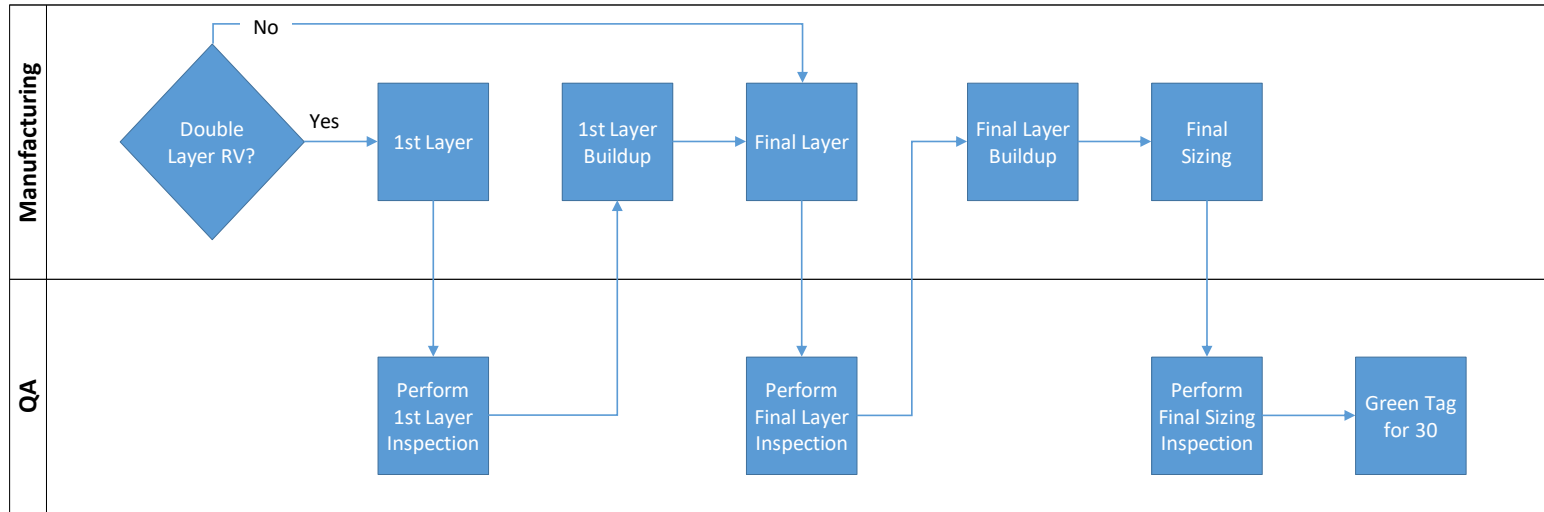 Manufacturing
No
Double
Layer RV?
Yes
1st Layer
1st Layer
Buildup
Final Layer
Final Layer
Buildup
Final
Sizing
QA
Perform
1st Layer
Inspection
Perform
Final Layer
Inspection
Perform
Final Sizing
Inspection
Green Tag
for 30